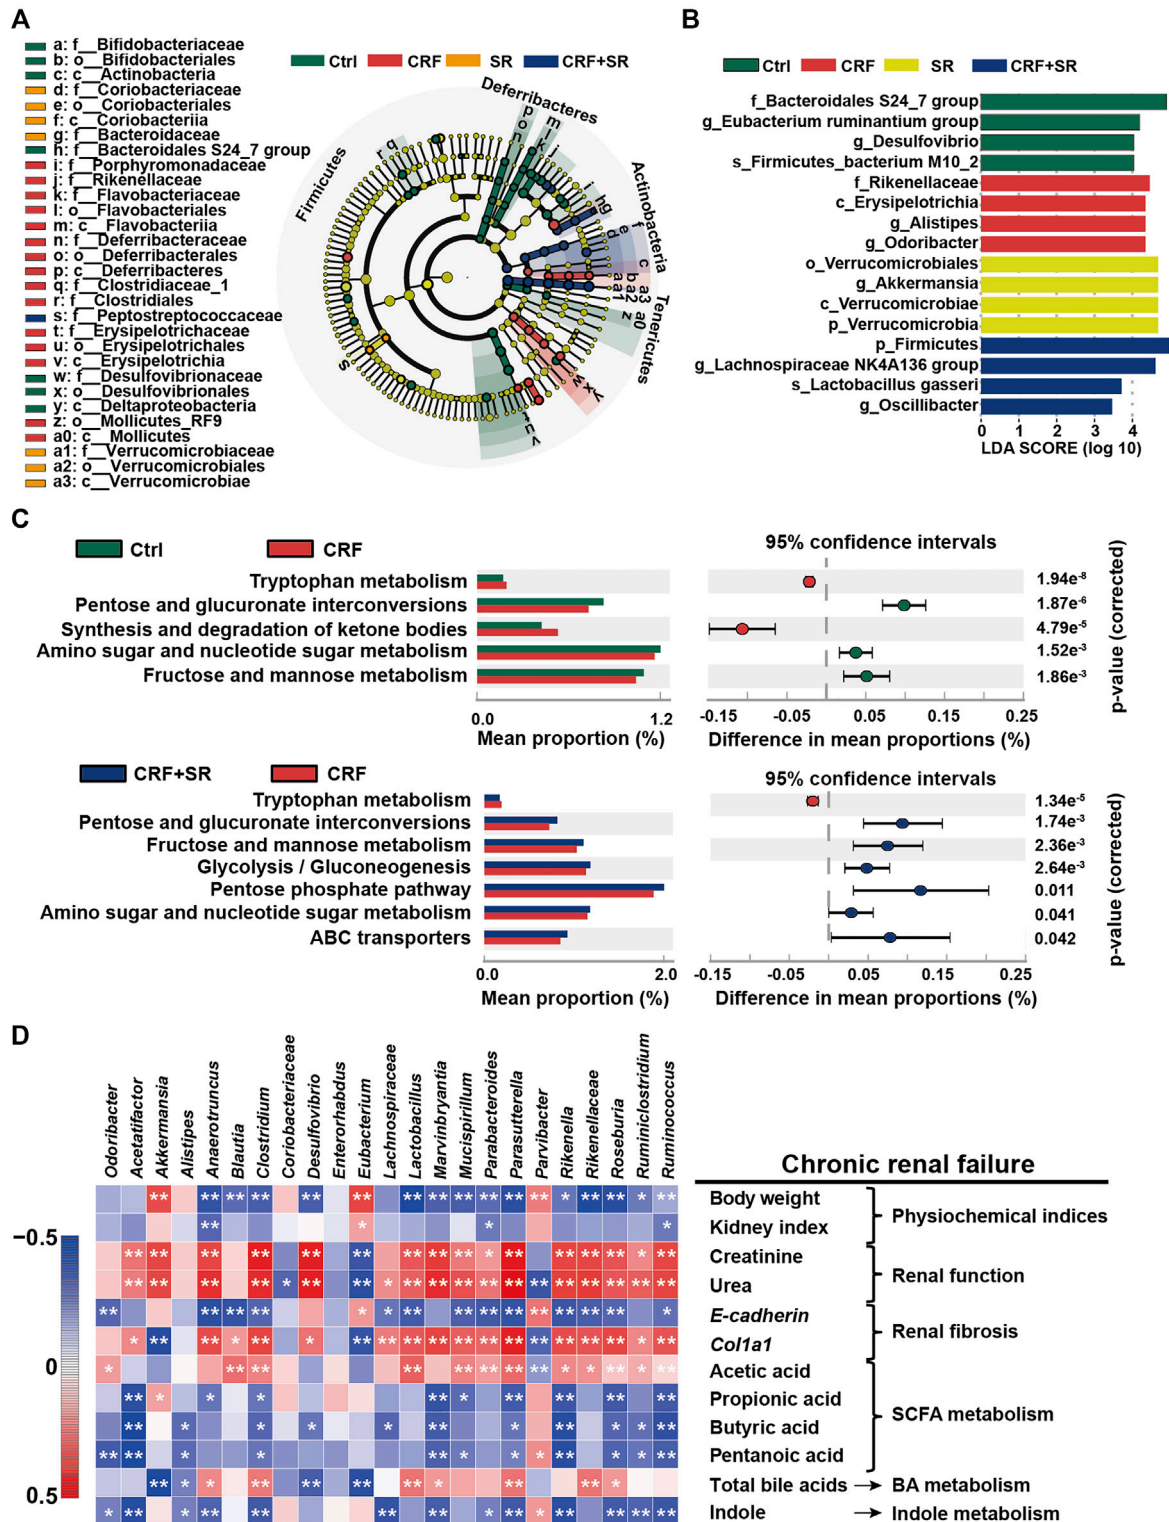 A
a: f__Bifidobacteriaceae
b: o__Bifidobacteriales
c: c__Actinobacteria
d: f__Coriobacteriaceae
e: o__Coriobacteriales
f: c__Coriobacteriia
g: f__Bacteroidaceae
h: f__Bacteroidales S24_7 group
i: f__Porphyromonadaceae
j: f__Rikenellaceae
k: f__Flavobacteriaceae
l: o__Flavobacteriales
m: c__Flavobacteriia
n: f__Deferribacteraceae
o: o__Deferribacterales
p: c__Deferribacteres
q: f__Clostridiaceae_1
r: f__Clostridiales
s: f__Peptostreptococcaceae
t: f__Erysipelotrichaceae
u: o__Erysipelotrichales
v: c__Erysipelotrichia
w: f__Desulfovibrionaceae
x: o__Desulfovibrionales
y: c__Deltaproteobacteria
z: o__Mollicutes_RF9
a0: c__Mollicutes
a1: f__Verrucomicrobiaceae
a2: o__Verrucomicrobiales
a3: c__Verrucomicrobiae
Ctrl CRF SR CRF+SR
Firmicutes
Deferribacteres
Actinobacteria
Tenericutes
B
Ctrl CRF SR CRF+SR
f_Bacteroidales S24_7 group
g_Eubacterium ruminantium group
g_Desulfovibrio
s_Firmicutes_bacterium M10_2
f_Rikenellaceae
c_Erysipelotrichia
g_Alistipes
g_Odoribacter
o_Verrucomicrobiales
g_Akkermansia
c_Verrucomicrobiae
p_Verrucomicrobia
p_Firmicutes
g_Lachnospiraceae NK4A136 group
s_Lactobacillus gasseri
g_Oscillibacter
0 1 2 3 4
LDA SCORE (log 10)
C
Ctrl CRF
95% confidence intervals
Tryptophan metabolism 1.94e-8
Pentose and glucuronate interconversions 1.87e-6
Synthesis and degradation of ketone bodies 4.79e-5
Amino sugar and nucleotide sugar metabolism 1.52e-3
Fructose and mannose metabolism 1.86e-3
p-value (corrected)
0.0 1.2 -0.15 -0.05 0.05 0.15 0.25
Mean proportion (%) Difference in mean proportions (%)
CRF+SR CRF
95% confidence intervals
Tryptophan metabolism 1.34e-5
Pentose and glucuronate interconversions 1.74e-3
Fructose and mannose metabolism 2.36e-3
Glycolysis / Gluconeogenesis 2.64e-3
Pentose phosphate pathway 0.011
Amino sugar and nucleotide sugar metabolism 0.041
ABC transporters 0.042
p-value (corrected)
0.0 2.0 -0.15 -0.05 0.05 0.15 0.25
Mean proportion (%) Difference in mean proportions (%)
D
Odoribacter
Acetatifactor
Akkermansia
Alistipes
Anaerotruncus
Blautia
Clostridium
Coriobacteriaceae
Desulfovibrio
Enterorhabdus
Eubacterium
Lachnospiraceae
Lactobacillus
Marvinbryantia
Mucispirillum
Parabacteroides
Parasutterella
Parvibacter
Rikenella
Rikenellaceae
Roseburia
Ruminiclostridium
Ruminococcus
−0.5
0
0.5
Chronic renal failure
Body weight
Kidney index
Physiochemical indices
Creatinine
Urea
Renal function
E-cadherin
Col1a1
Renal fibrosis
Acetic acid
Propionic acid
Butyric acid
Pentanoic acid
SCFA metabolism
Total bile acids → BA metabolism
Indole → Indole metabolism